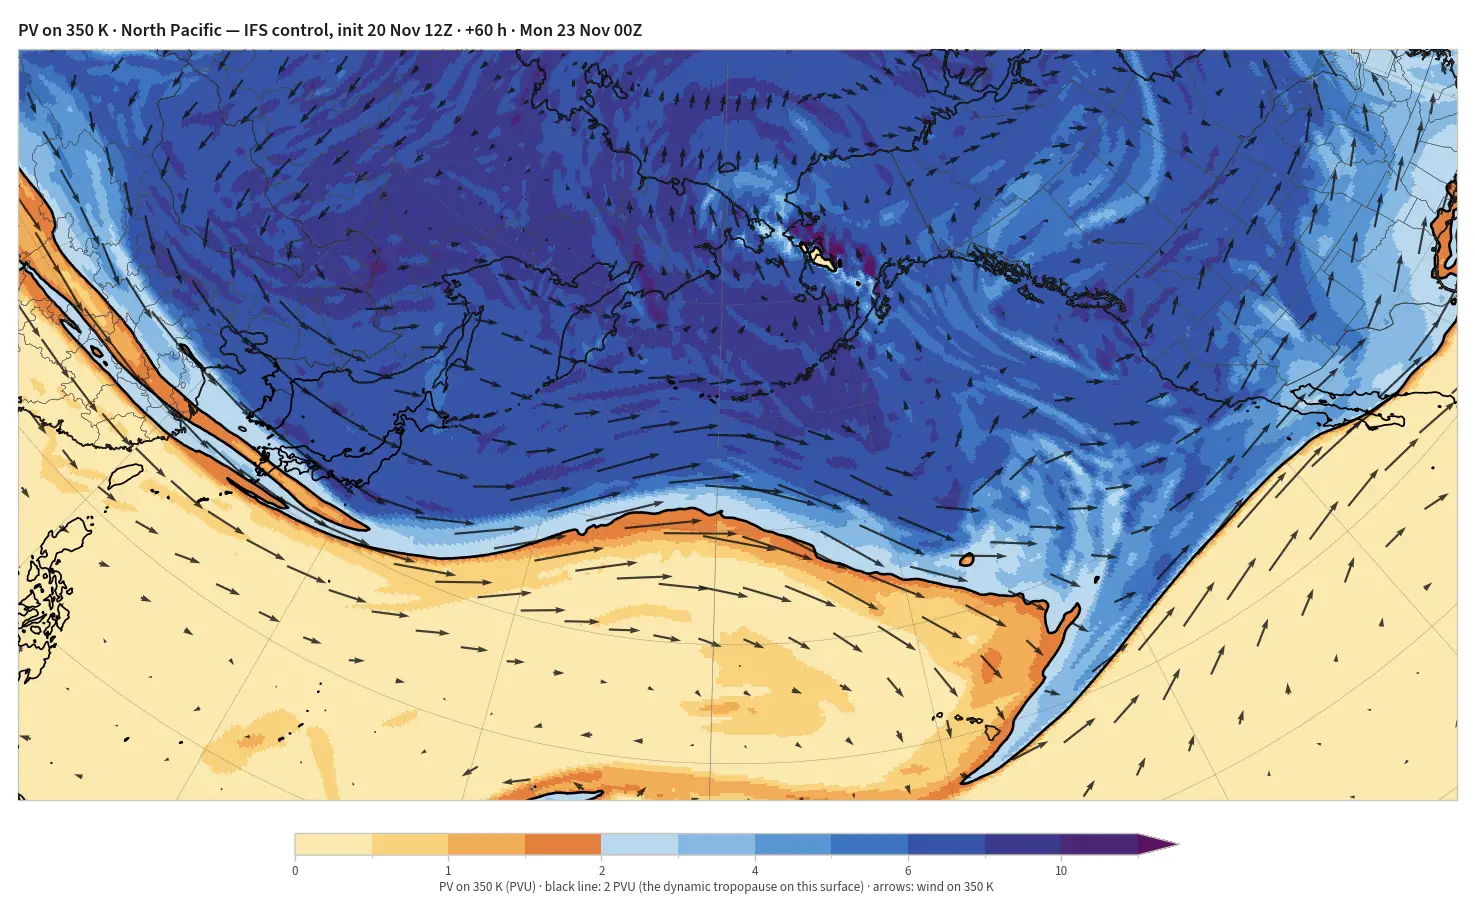 PV on 350 K · North Pacific — IFS control, init 20 Nov 12Z · +60 h · Mon 23 Nov 00Z
0 1 2 4 6 10
PV on 350 K (PVU) · black line: 2 PVU (the dynamic tropopause on this surface) · arrows: wind on 350 K